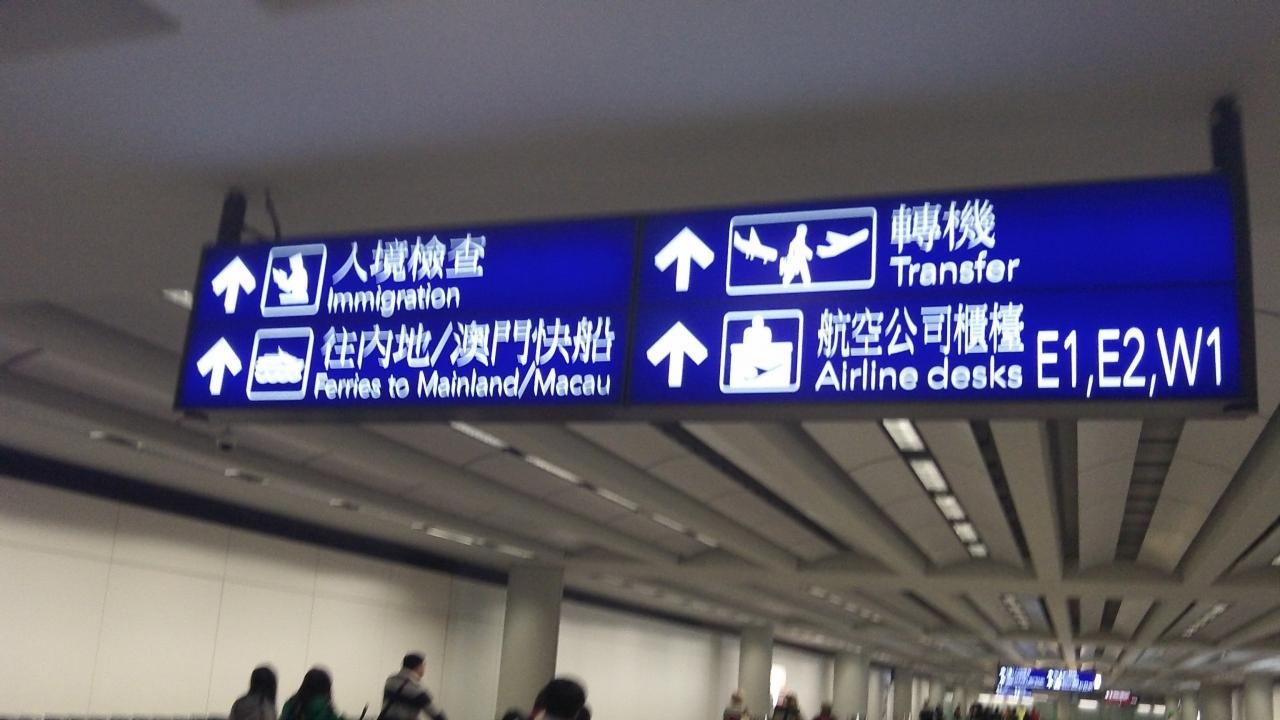 入境檢查
Immigration
往內地/澳門快船
Ferries to Mainland/Macau
轉機
Transfer
航空公司櫃檯
Airline desks
E1,E2,W1